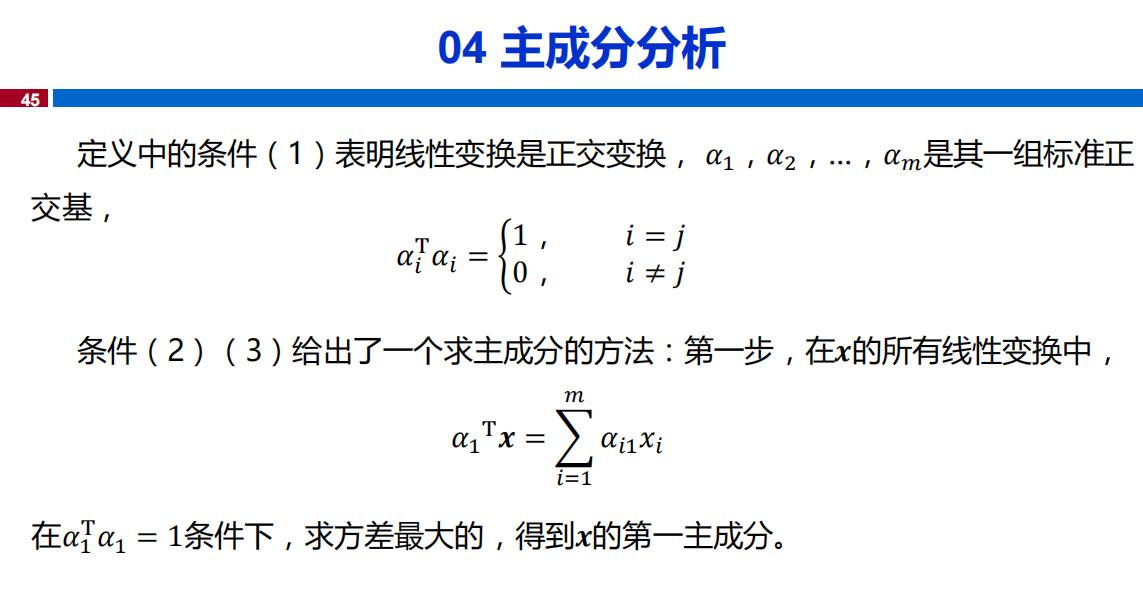 04 主成分分析
45
定义中的条件（1）表明线性变换是正交变换， α₁，α₂，…，αₘ是其一组标准正
交基，
αᵢᵀαᵢ = {1， i = j
0， i ≠ j
条件（2）（3）给出了一个求主成分的方法：第一步，在x的所有线性变换中，
α₁ᵀx = ∑ᵢ₌₁ᵐ αᵢ₁xᵢ
在α₁ᵀα₁ = 1条件下，求方差最大的，得到x的第一主成分。